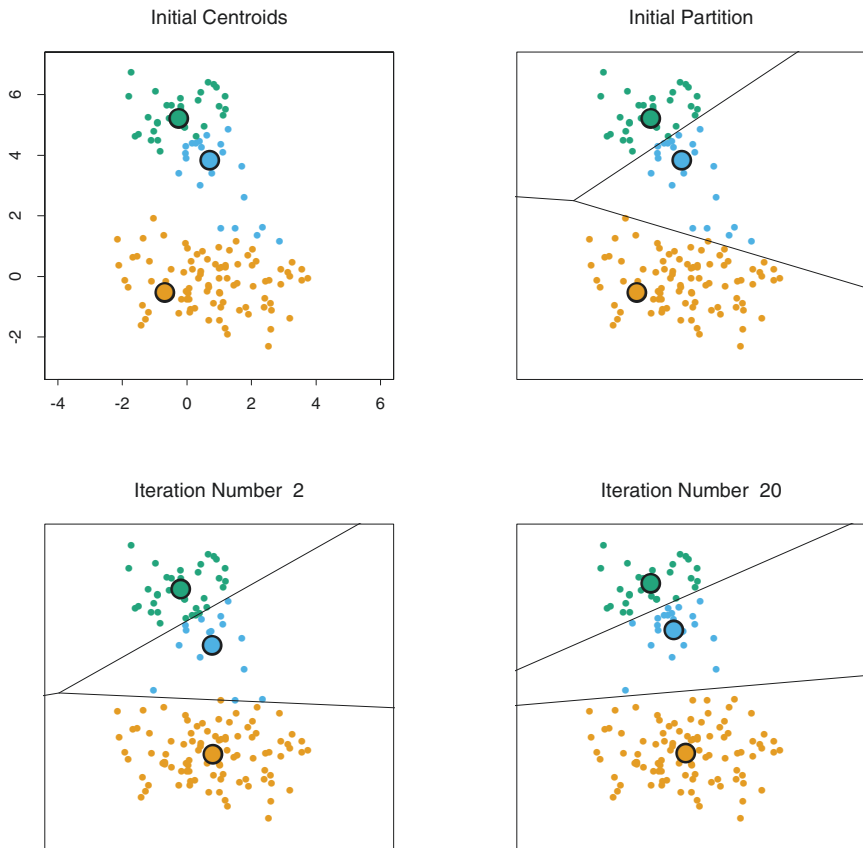 Initial Centroids
Initial Partition
6
4
2
0
-2
-4 -2 0 2 4 6
Iteration Number 2
Iteration Number 20